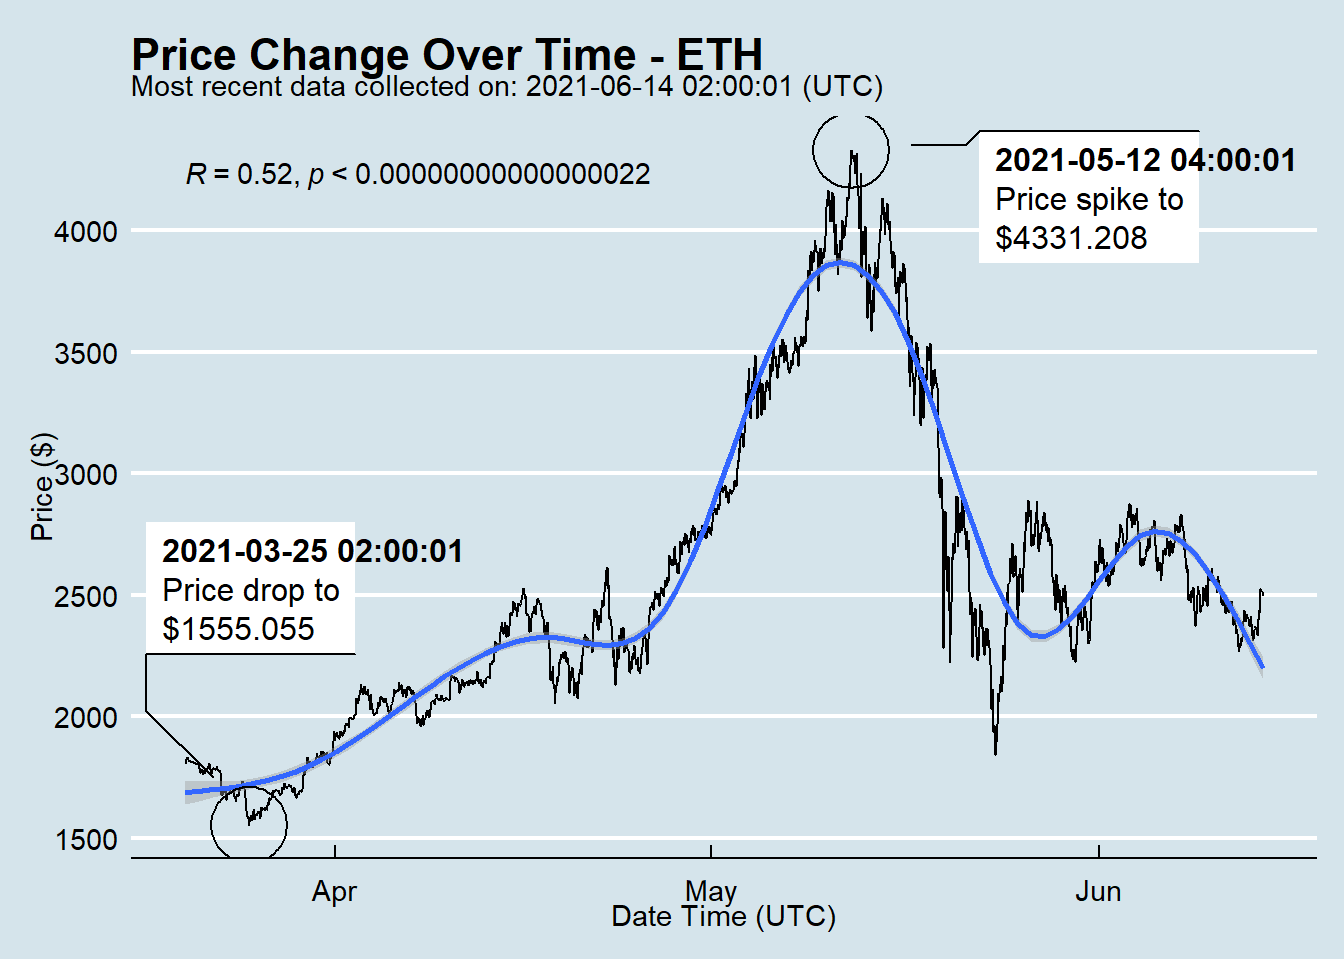 Price Change Over Time - ETH
Most recent data collected on: 2021-06-14 02:00:01 (UTC)
R = 0.52, p < 0.00000000000000022
2021-05-12 04:00:01
Price spike to
$4331.208
4000
3500
3000
2500
2000
1500
Price ($)
2021-03-25 02:00:01
Price drop to
$1555.055
Apr
May
Jun
Date Time (UTC)